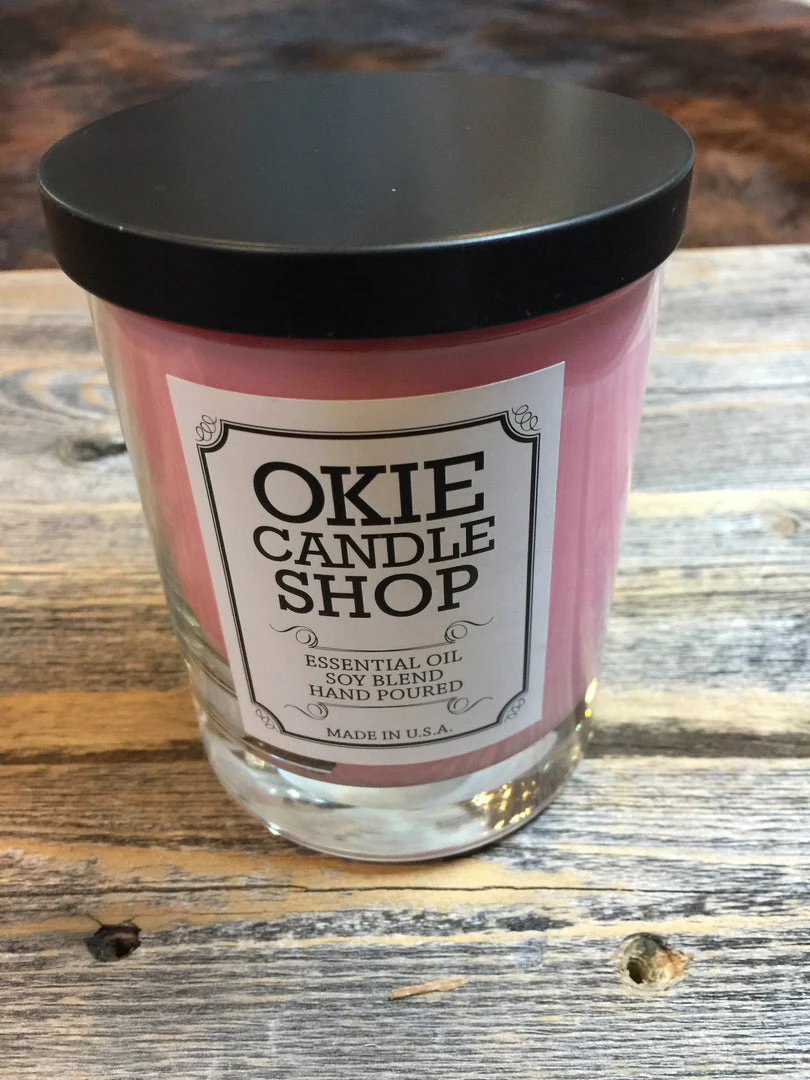 OKIE
CANDLE
SHOP
ESSENTIAL OIL
SOY BLEND
HAND POURED
MADE IN U.S.A.